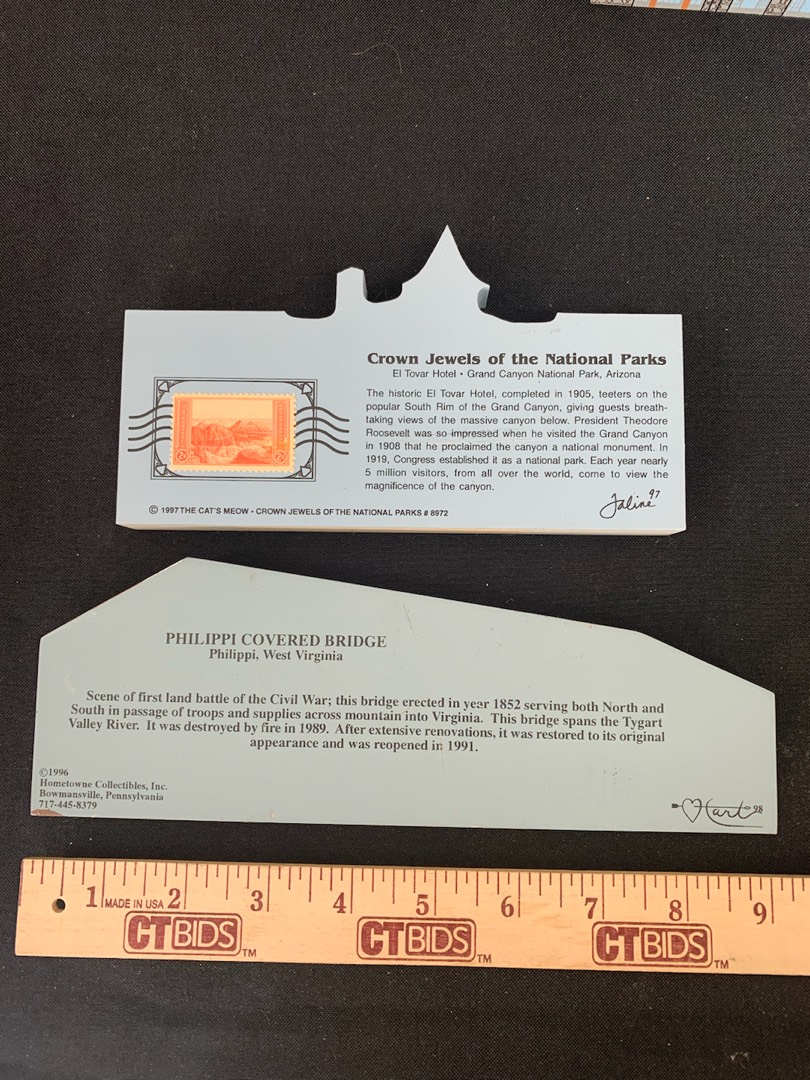 Crown Jewels of the National Parks
El Tovar Hotel • Grand Canyon National Park, Arizona
The historic El Tovar Hotel, completed in 1905, teeters on the
popular South Rim of the Grand Canyon, giving guests breath-
taking views of the massive canyon below. President Theodore
Roosevelt was so impressed when he visited the Grand Canyon
in 1908 that he proclaimed the canyon a national monument. In
1919, Congress established it as a national park. Each year nearly
5 million visitors, from all over the world, come to view the
magnificence of the canyon.
Faline 97
© 1997 THE CAT'S MEOW • CROWN JEWELS OF THE NATIONAL PARKS # 8972
PHILIPPI COVERED BRIDGE
Philippi, West Virginia
Scene of first land battle of the Civil War; this bridge erected in year 1852 serving both North and
South in passage of troops and supplies across mountain into Virginia. This bridge spans the Tygart
Valley River. It was destroyed by fire in 1989. After extensive renovations, it was restored to its original
appearance and was reopened in 1991.
©1996
Hometowne Collectibles, Inc.
Bowmansville, Pennsylvania
717-445-8379
Hart 98
1 MADE IN USA 2 3 4 5 6 7 8 9
CTBIDS™ CTBIDS™ CTBIDS™